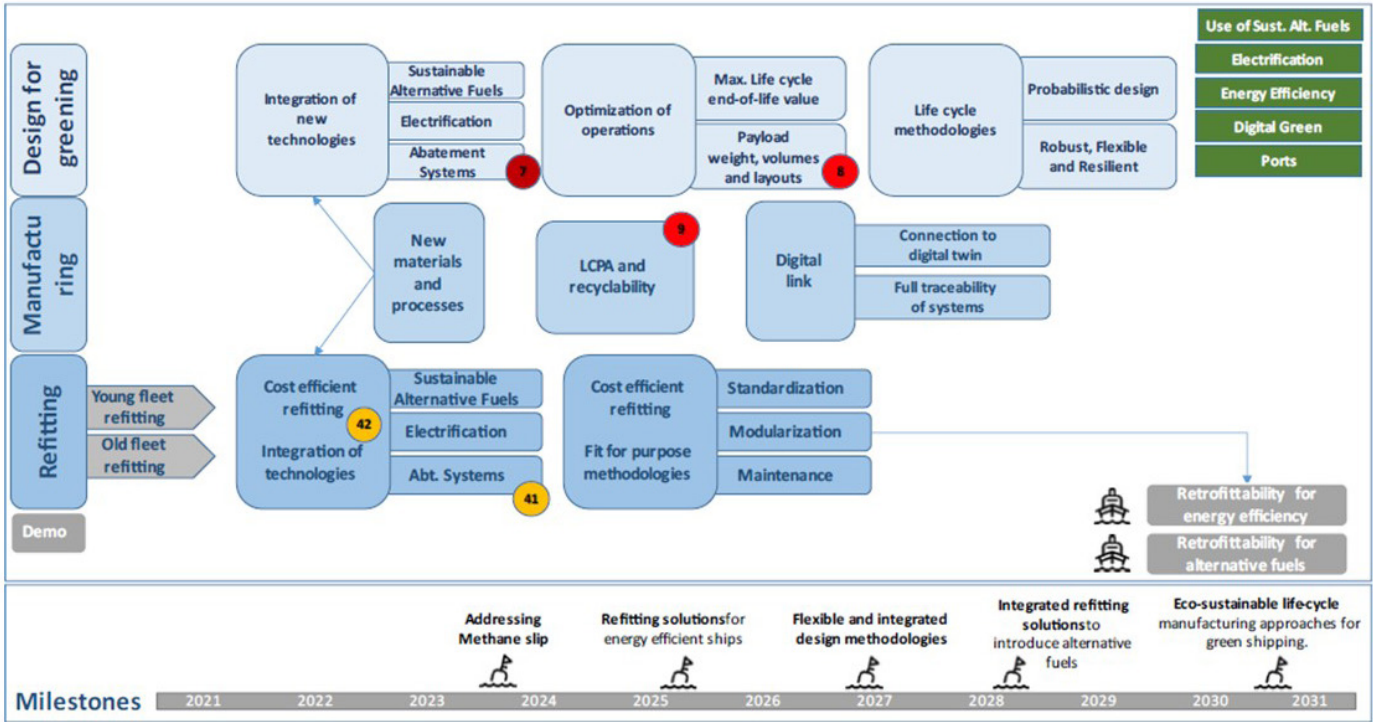 Design for
greening
Integration of
new
technologies
Sustainable
Alternative Fuels
Electrification
Abatement
Systems
7
Optimization of
operations
Max. Life cycle
end-of-life value
Payload
weight, volumes
and layouts
8
Life cycle
methodologies
Probabilistic design
Robust, Flexible
and Resilient
Use of Sust. Alt. Fuels
Electrification
Energy Efficiency
Digital Green
Ports
Manufactu
ring
New
materials
and
processes
LCPA and
recyclability
9
Digital
link
Connection to
digital twin
Full traceability
of systems
Refitting
Young fleet
refitting
Old fleet
refitting
Cost efficient
refitting
42
Integration of
technologies
Sustainable
Alternative Fuels
Electrification
Abt. Systems
41
Cost efficient
refitting
Fit for purpose
methodologies
Standardization
Modularization
Maintenance
Demo
Retrofittability for
energy efficiency
Retrofittability for
alternative fuels
Addressing
Methane slip
Refitting solutionsfor
energy efficient ships
Flexible and integrated
design methodologies
Integrated refitting
solutionsto
introduce alternative
fuels
Eco-sustainable life-cycle
manufacturing approaches for
green shipping.
Milestones
2021 2022 2023 2024 2025 2026 2027 2028 2029 2030 2031